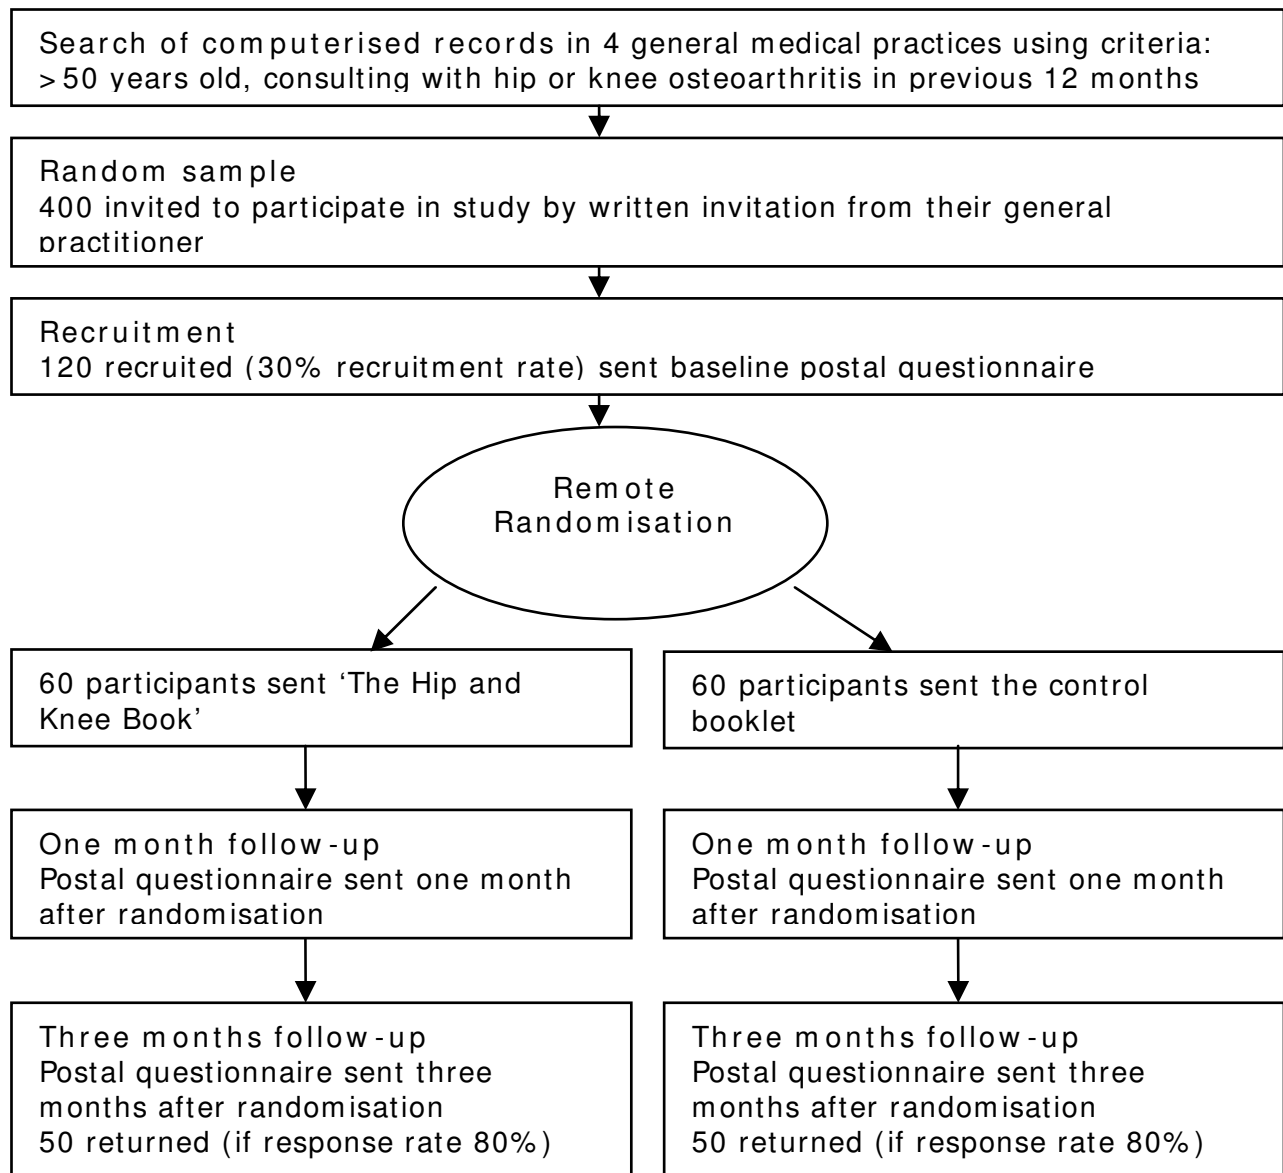 Search of computerised records in 4 general medical practices using criteria:
>50 years old, consulting with hip or knee osteoarthritis in previous 12 months
Random sample
400 invited to participate in study by written invitation from their general
practitioner
Recruitment
120 recruited (30% recruitment rate) sent baseline postal questionnaire
Remote
Randomisation
60 participants sent ‘The Hip and
Knee Book’
60 participants sent the control
booklet
One month follow-up
Postal questionnaire sent one month
after randomisation
One month follow-up
Postal questionnaire sent one month
after randomisation
Three months follow-up
Postal questionnaire sent three
months after randomisation
50 returned (if response rate 80%)
Three months follow-up
Postal questionnaire sent three
months after randomisation
50 returned (if response rate 80%)